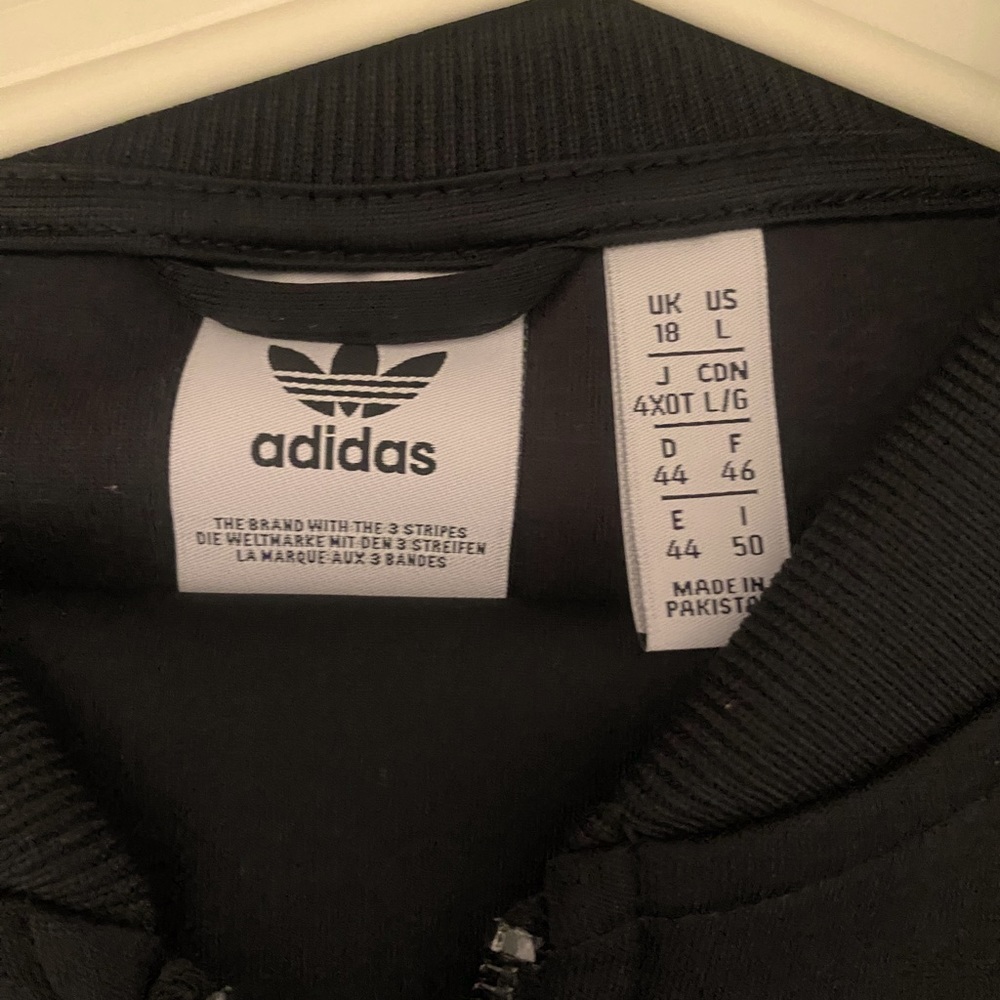 adidas
THE BRAND WITH THE 3 STRIPES
DIE WELTMARKE MIT DEN 3 STREIFEN
LA MARQUE AUX 3 BANDES
UK US
18 L
J CDN
4XOT L/G
D F
44 46
E I
44 50
MADE IN
PAKISTA